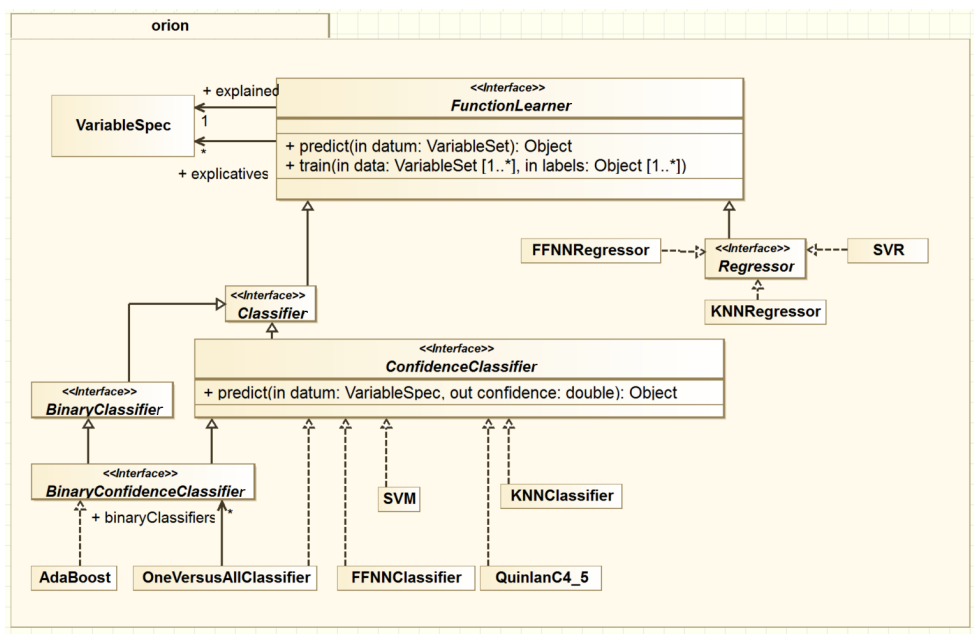 orion
<<Interface>>
FunctionLearner
+ explained
1
VariableSpec
*
+ explicatives
+ predict(in datum: VariableSet): Object
+ train(in data: VariableSet [1..*], in labels: Object [1..*])
FFNNRegressor
<<Interface>>
Regressor
SVR
KNNRegressor
<<Interface>>
Classifier
<<Interface>>
ConfidenceClassifier
+ predict(in datum: VariableSpec, out confidence: double): Object
<<Interface>>
BinaryClassifier
<<Interface>>
BinaryConfidenceClassifier
+ binaryClassifiers
*
SVM
KNNClassifier
AdaBoost
OneVersusAllClassifier
FFNNClassifier
QuinlanC4_5